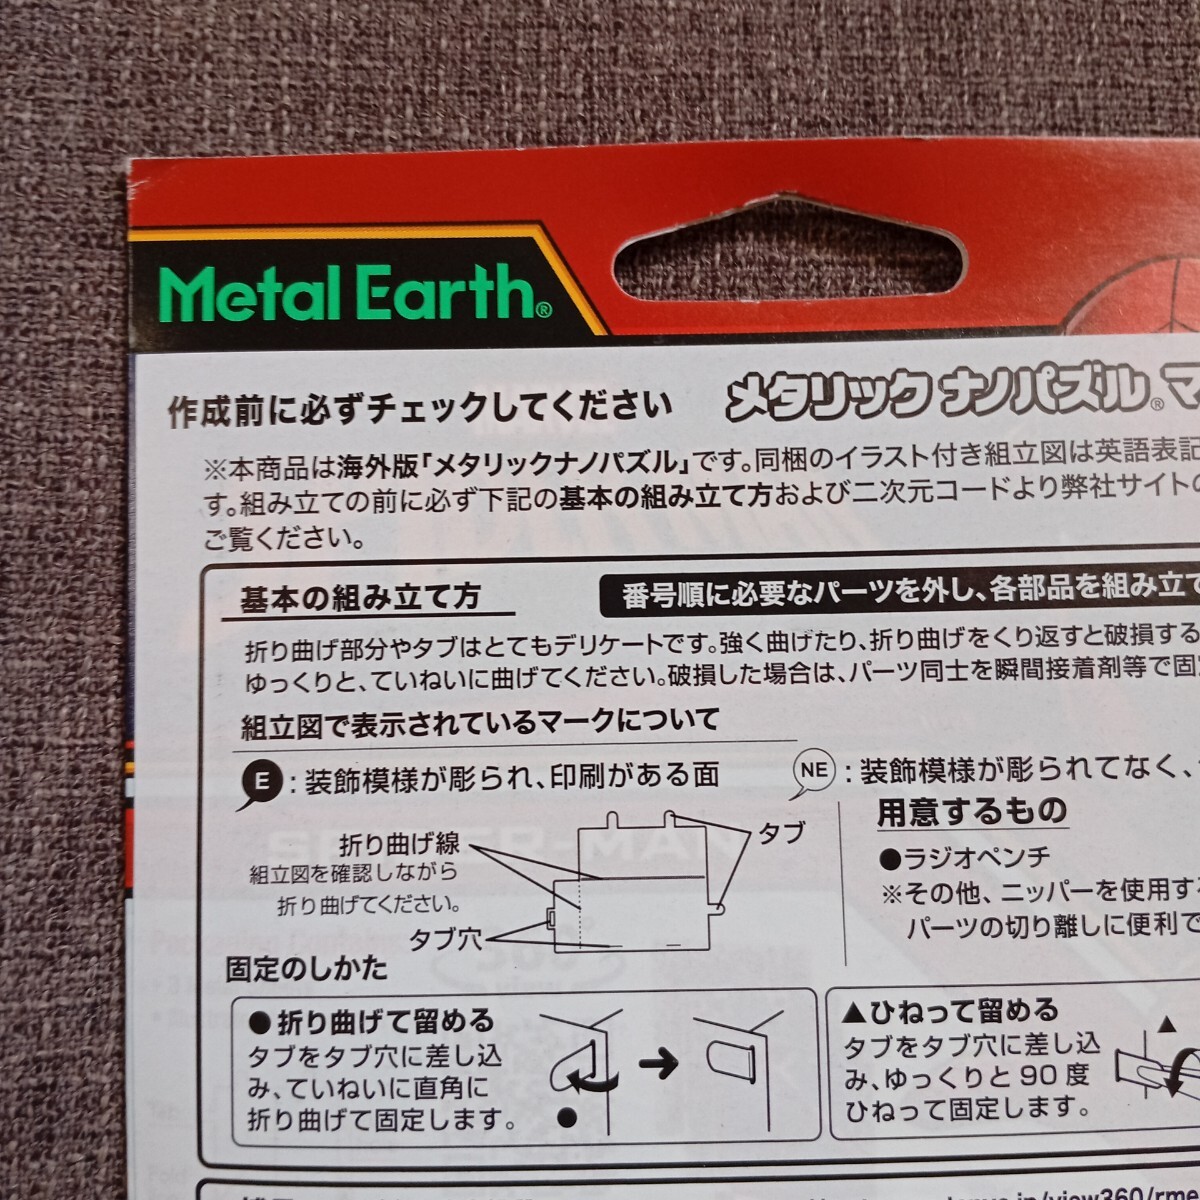 Metal Earth®
作成前に必ずチェックしてください
メタリックナノパズル® マ
※本商品は海外版「メタリックナノパズル」です。同梱のイラスト付き組立図は英語表記
す。組み立ての前に必ず下記の基本の組み立て方および二次元コードより弊社サイトの
ご覧ください。
基本の組み立て方
番号順に必要なパーツを外し、各部品を組み立て
折り曲げ部分やタブはとてもデリケートです。強く曲げたり、折り曲げをくり返すと破損する
ゆっくりと、ていねいに曲げてください。破損した場合は、パーツ同士を瞬間接着剤等で固
組立図で表示されているマークについて
E : 装飾模様が彫られ、印刷がある面
NE : 装飾模様が彫られてなく、
折り曲げ線
組立図を確認しながら
折り曲げてください。
タブ穴
タブ
用意するもの
●ラジオペンチ
※その他、ニッパーを使用す
パーツの切り離しに便利で
固定のしかた
●折り曲げて留める
タブをタブ穴に差し込
み、ていねいに直角に
折り曲げて固定します。
●
▲ひねって留める
タブをタブ穴に差し込
み、ゆっくりと 90 度
ひねって固定します。
▲
SPIDER-MAN
360°
.jp/view360/rme